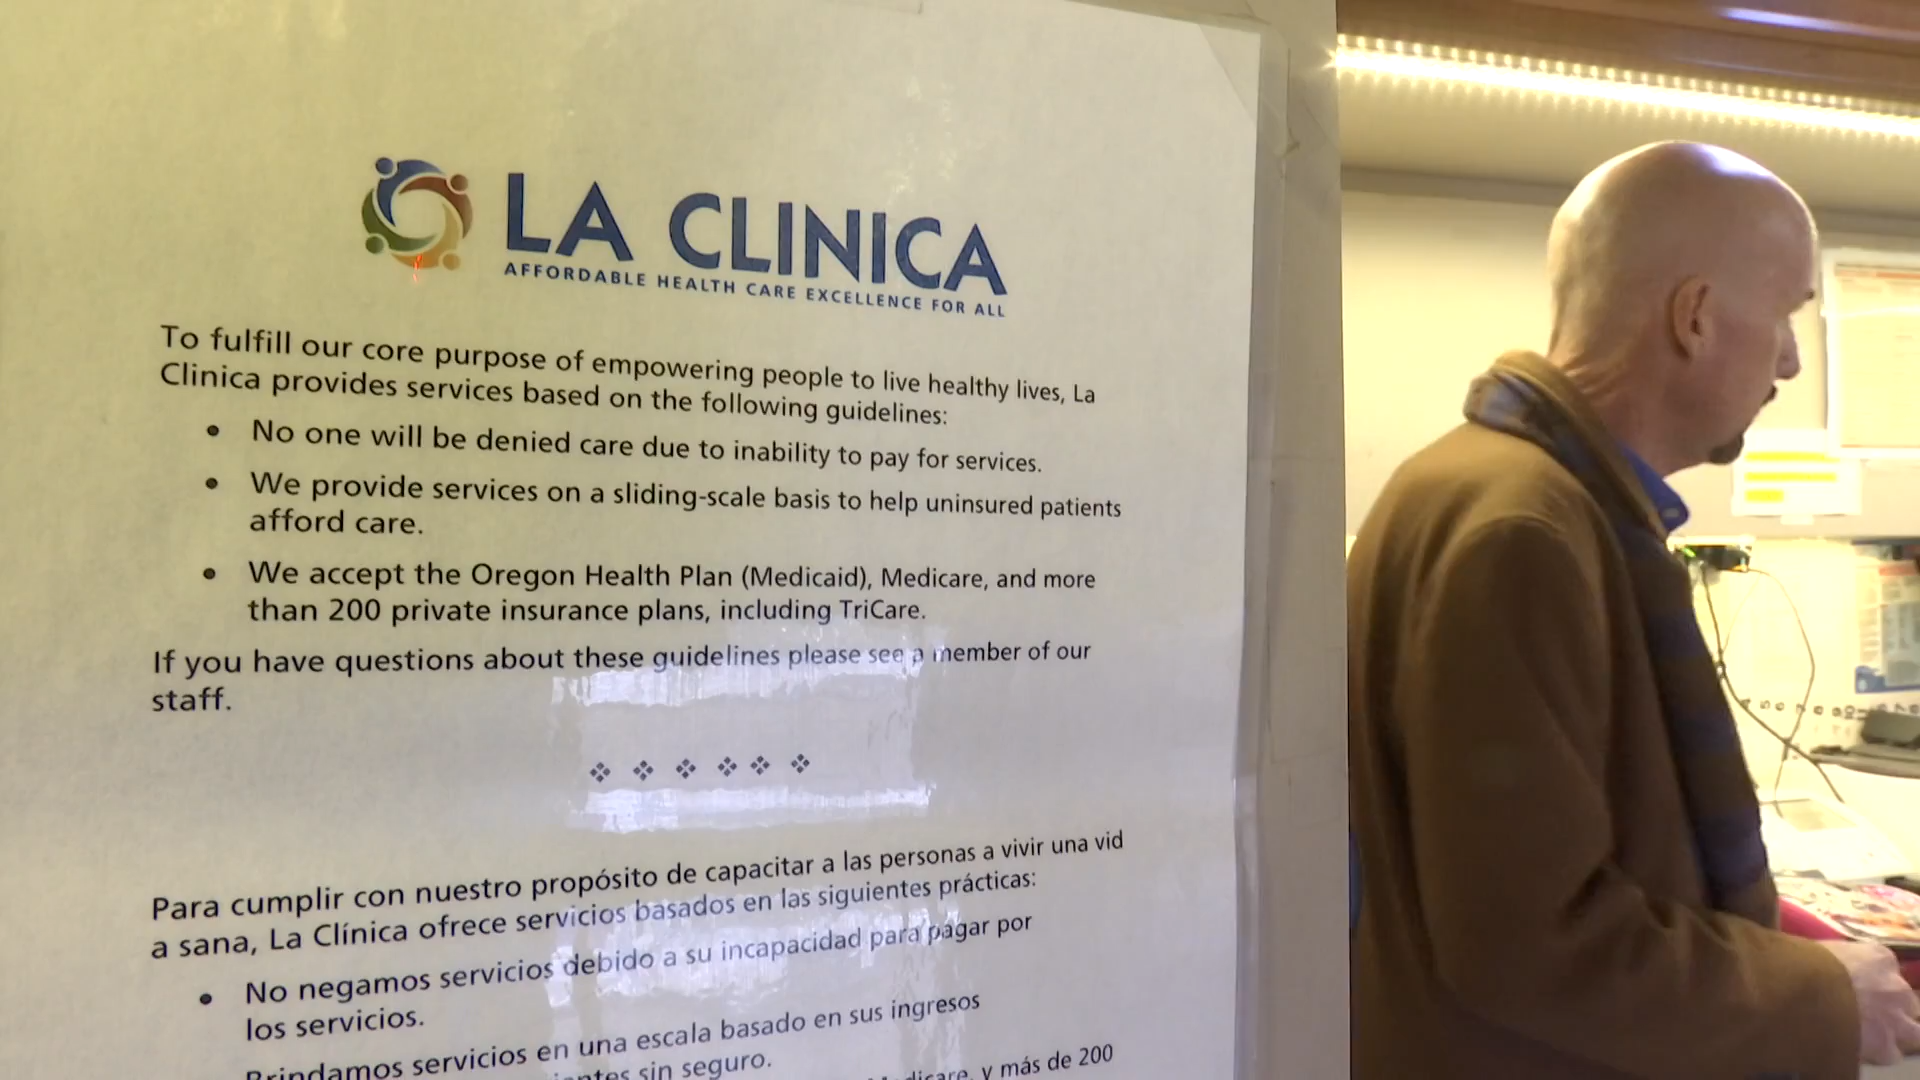 LA CLINICA
AFFORDABLE HEALTH CARE EXCELLENCE FOR ALL
To fulfill our core purpose of empowering people to live healthy lives, La
Clinica provides services based on the following guidelines:
• No one will be denied care due to inability to pay for services.
• We provide services on a sliding-scale basis to help uninsured patients
afford care.
• We accept the Oregon Health Plan (Medicaid), Medicare, and more
than 200 private insurance plans, including TriCare.
If you have questions about these guidelines please see a member of our
staff.
❖ ❖ ❖ ❖ ❖ ❖
Para cumplir con nuestro propósito de capacitar a las personas a vivir una vid
a sana, La Clínica ofrece servicios basados en las siguientes prácticas:
• No negamos servicios debido a su incapacidad para pagar por
los servicios.
Brindamos servicios en una escala basado en sus ingresos
sin seguro.
y más de 200